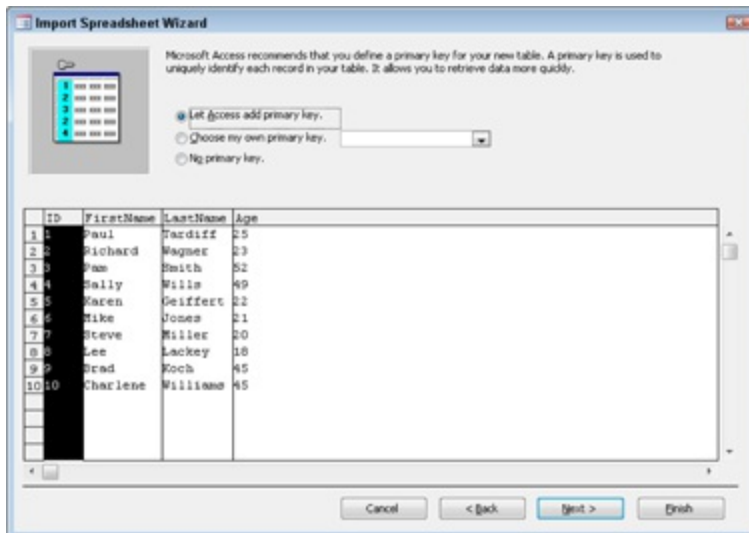 Import Spreadsheet Wizard
Microsoft Access recommends that you define a primary key for your new table. A primary key is used to
uniquely identify each record in your table. It allows you to retrieve data more quickly.
1
2
3
2
4
Let Access add primary key.
Choose my own primary key.
No primary key.
ID FirstName LastName Age
1 1 Paul Tardiff 25
2 2 Richard Wagner 23
3 3 Pam Smith 52
4 4 Sally Wills 49
5 5 Karen Geiffert 22
6 6 Mike Jones 21
7 7 Steve Miller 20
8 8 Lee Lackey 18
9 9 Brad Koch 45
10 10 Charlene Williams 45
Cancel < Back Next > Finish